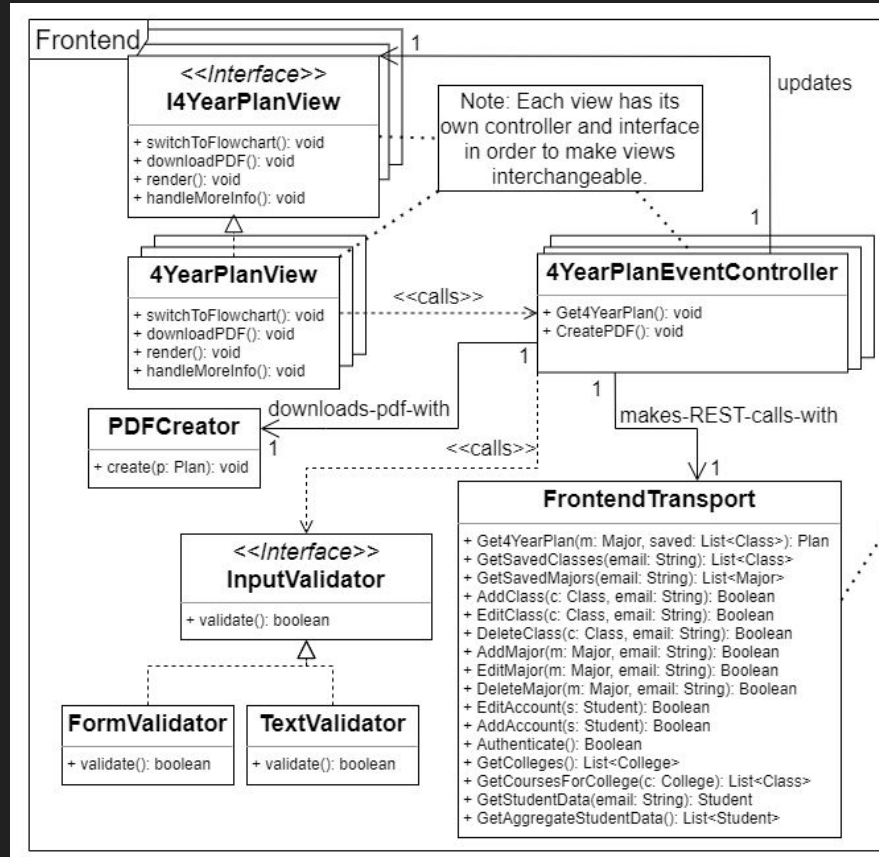 Frontend
<<Interface>>
I4YearPlanView
+ switchToFlowchart(): void
+ downloadPDF(): void
+ render(): void
+ handleMoreInfo(): void
1
updates
Note: Each view has its
own controller and interface
in order to make views
interchangeable.
1
4YearPlanView
+ switchToFlowchart(): void
+ downloadPDF(): void
+ render(): void
+ handleMoreInfo(): void
<<calls>>
4YearPlanEventController
+ Get4YearPlan(): void
+ CreatePDF(): void
1
downloads-pdf-with
1
1
makes-REST-calls-with
1
PDFCreator
+ create(p: Plan): void
<<calls>>
<<Interface>>
InputValidator
+ validate(): boolean
FormValidator
+ validate(): boolean
TextValidator
+ validate(): boolean
FrontendTransport
+ Get4YearPlan(m: Major, saved: List<Class>): Plan
+ GetSavedClasses(email: String): List<Class>
+ GetSavedMajors(email: String): List<Major>
+ AddClass(c: Class, email: String): Boolean
+ EditClass(c: Class, email: String): Boolean
+ DeleteClass(c: Class, email: String): Boolean
+ AddMajor(m: Major, email: String): Boolean
+ EditMajor(m: Major, email: String): Boolean
+ DeleteMajor(m: Major, email: String): Boolean
+ EditAccount(s: Student): Boolean
+ AddAccount(s: Student): Boolean
+ Authenticate(): Boolean
+ GetColleges(): List<College>
+ GetCoursesForCollege(c: College): List<Class>
+ GetStudentData(email: String): Student
+ GetAggregateStudentData(): List<Student>